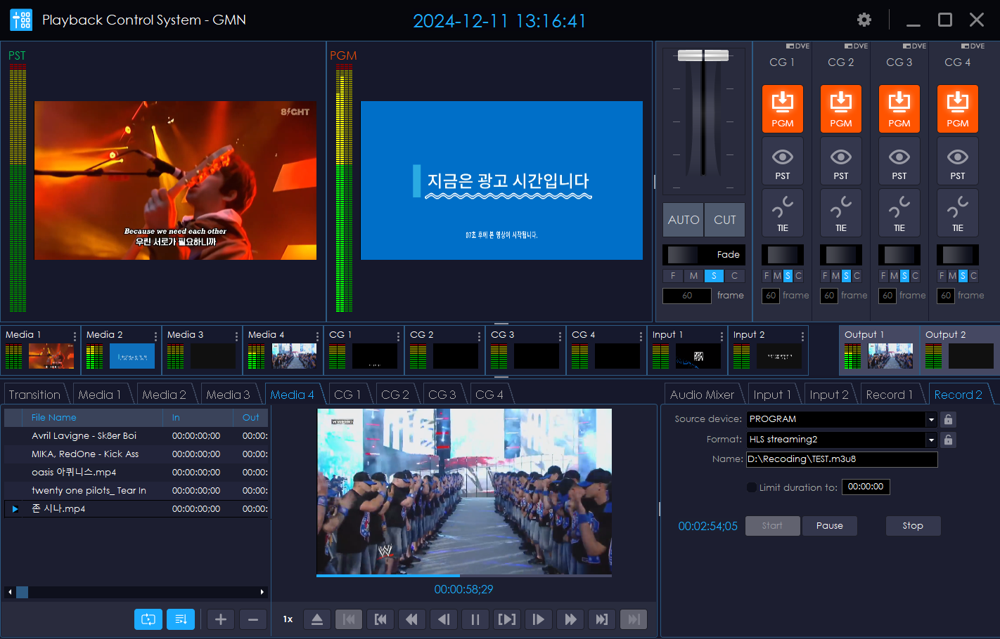 Playback Control System - GMN
2024-12-11 13:16:41
PST
PGM
8IGHT
Because we need each other
우린 서로가 필요하니까
지금은 광고 시간입니다
07초 후에 본 영상이 시작됩니다.
AUTO CUT
Fade
F M S C
60 frame
DVE DVE DVE DVE
CG 1 CG 2 CG 3 CG 4
PGM PGM PGM PGM
PST PST PST PST
TIE TIE TIE TIE
F M S C F M S C F M S C F M S C
60 frame 60 frame 60 frame 60 frame
Media 1 Media 2 Media 3 Media 4 CG 1 CG 2 CG 3 CG 4 Input 1 Input 2 Output 1 Output 2
Transition Media 1 Media 2 Media 3 Media 4 CG 1 CG 2 CG 3 CG 4
File Name In Out
Avril Lavigne - Sk8er Boi 00:00:00;00 00:00:
MIKA, RedOne - Kick Ass 00:00:00;00 00:00:
oasis 아퀴니스.mp4 00:00:00;00 00:00:
twenty one pilots_ Tear In 00:00:00;00 00:00:
존 시나.mp4 00:00:00;00 00:00:
00:00:58;29
1x
Audio Mixer Input 1 Input 2 Record 1 Record 2
Source device: PROGRAM
Format: HLS streaming2
Name: D:\Recoding\TEST.m3u8
Limit duration to: 00:00:00
00:02:54;05 Start Pause Stop